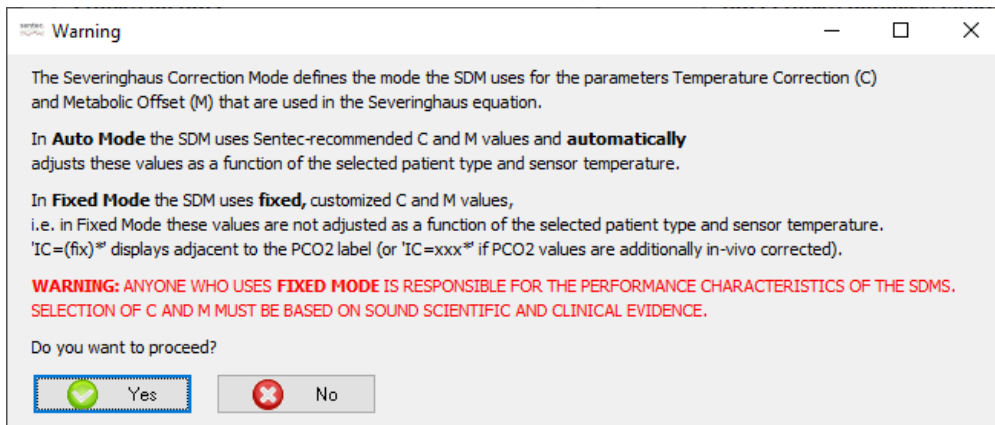 sentec
Warning
The Severinghaus Correction Mode defines the mode the SDM uses for the parameters Temperature Correction (C)
and Metabolic Offset (M) that are used in the Severinghaus equation.
In Auto Mode the SDM uses Sentec-recommended C and M values and automatically
adjusts these values as a function of the selected patient type and sensor temperature.
In Fixed Mode the SDM uses fixed, customized C and M values,
i.e. in Fixed Mode these values are not adjusted as a function of the selected patient type and sensor temperature.
'IC=(fix)*' displays adjacent to the PCO2 label (or 'IC=xxx*' if PCO2 values are additionally in-vivo corrected).
WARNING: ANYONE WHO USES FIXED MODE IS RESPONSIBLE FOR THE PERFORMANCE CHARACTERISTICS OF THE SDMS.
SELECTION OF C AND M MUST BE BASED ON SOUND SCIENTIFIC AND CLINICAL EVIDENCE.
Do you want to proceed?
Yes
No